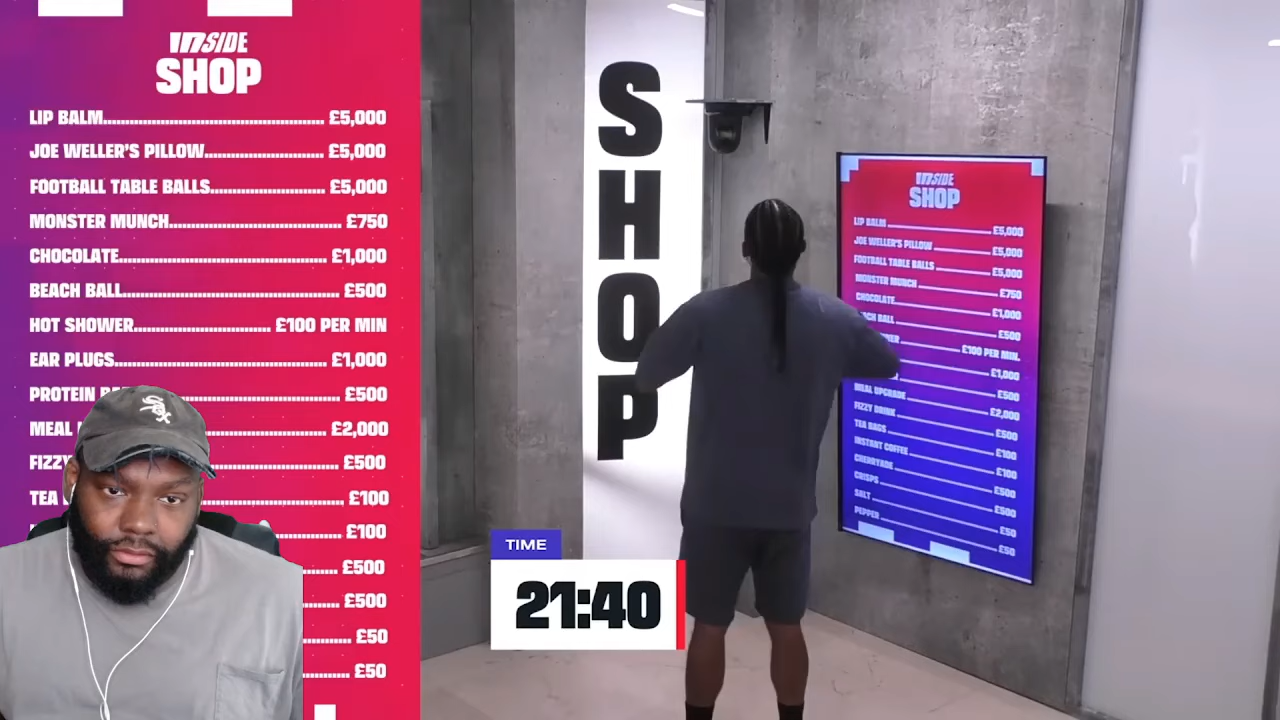 INSIDE
SHOP
LIP BALM........ £5,000
JOE WELLER'S PILLOW........ £5,000
FOOTBALL TABLE BALLS........ £5,000
MONSTER MUNCH........ £750
CHOCOLATE........ £1,000
BEACH BALL........ £500
HOT SHOWER........ £100 PER MIN
EAR PLUGS........ £1,000
PROTEIN........ £500
MEAL........ £2,000
FIZZY........ £500
TEA........ £100
........ £100
........ £500
........ £500
........ £50
........ £50
SHOP
TIME
21:40
INSIDE
SHOP
LIP BALM £5,000
JOE WELLER'S PILLOW £5,000
FOOTBALL TABLE BALLS £5,000
MONSTER MUNCH £750
CHOCOLATE £1,000
BALL £500
£100 PER MIN.
£1,000
£500
MEAL UPGRADE £2,000
FIZZY DRINK £500
TEA BAGS £100
INSTANT COFFEE £100
CHERRYADE £500
CRISPS £500
SALT £50
PEPPER £50